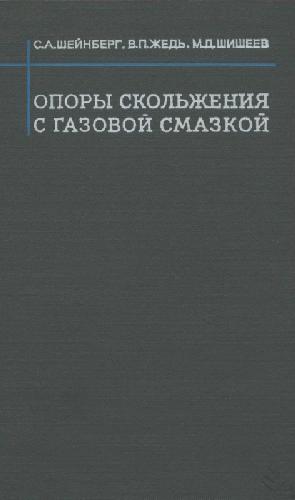 С.А.ШЕЙНБЕРГ, В.П.ЖЕДЬ, М.Д.ШИШЕЕВ
ОПОРЫ СКОЛЬЖЕНИЯ
С ГАЗОВОЙ СМАЗКОЙ